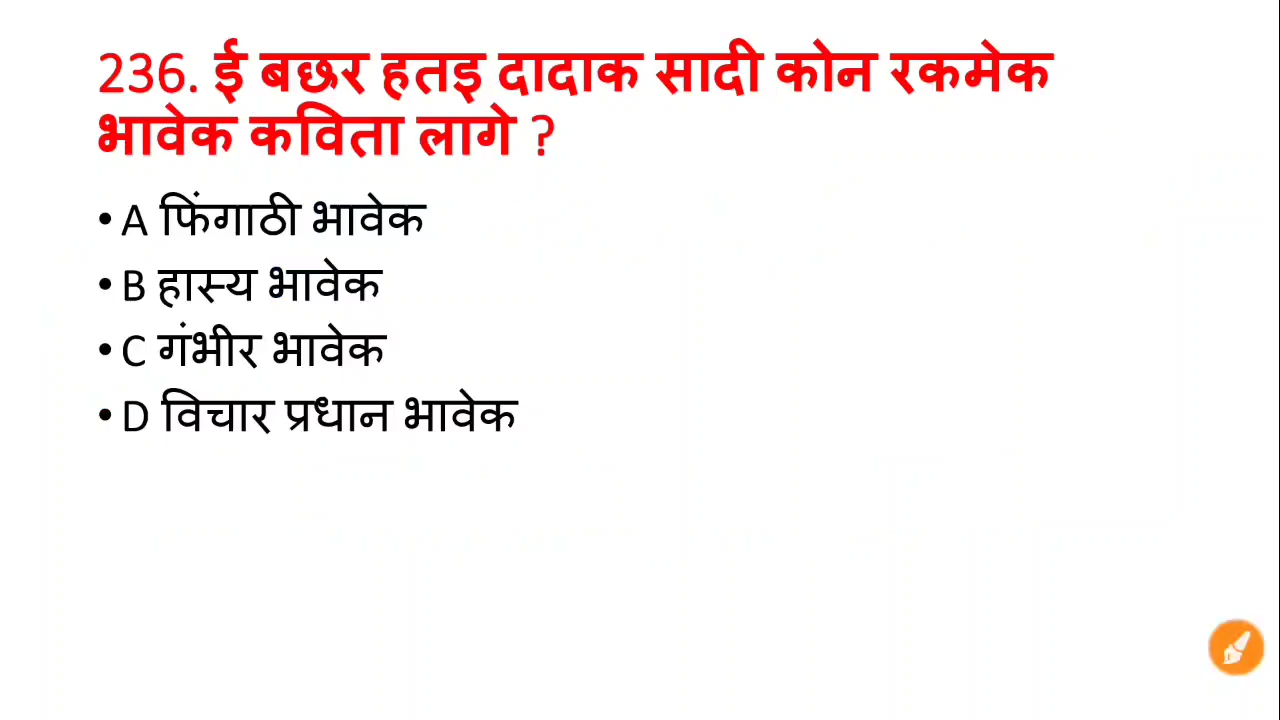 236. ई बछर हतइ दादाक सादी कोन रकमेक
भावेक कविता लागे ?
• A फिंगाठी भावेक
• B हास्य भावेक
• C गंभीर भावेक
• D विचार प्रधान भावेक